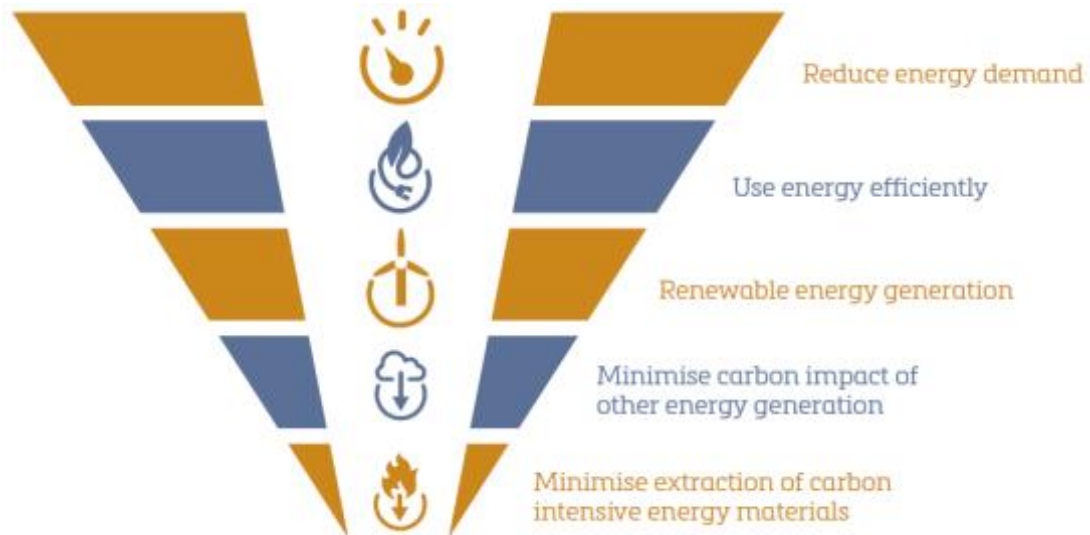 Reduce energy demand
Use energy efficiently
Renewable energy generation
Minimise carbon impact of
other energy generation
Minimise extraction of carbon
intensive energy materials